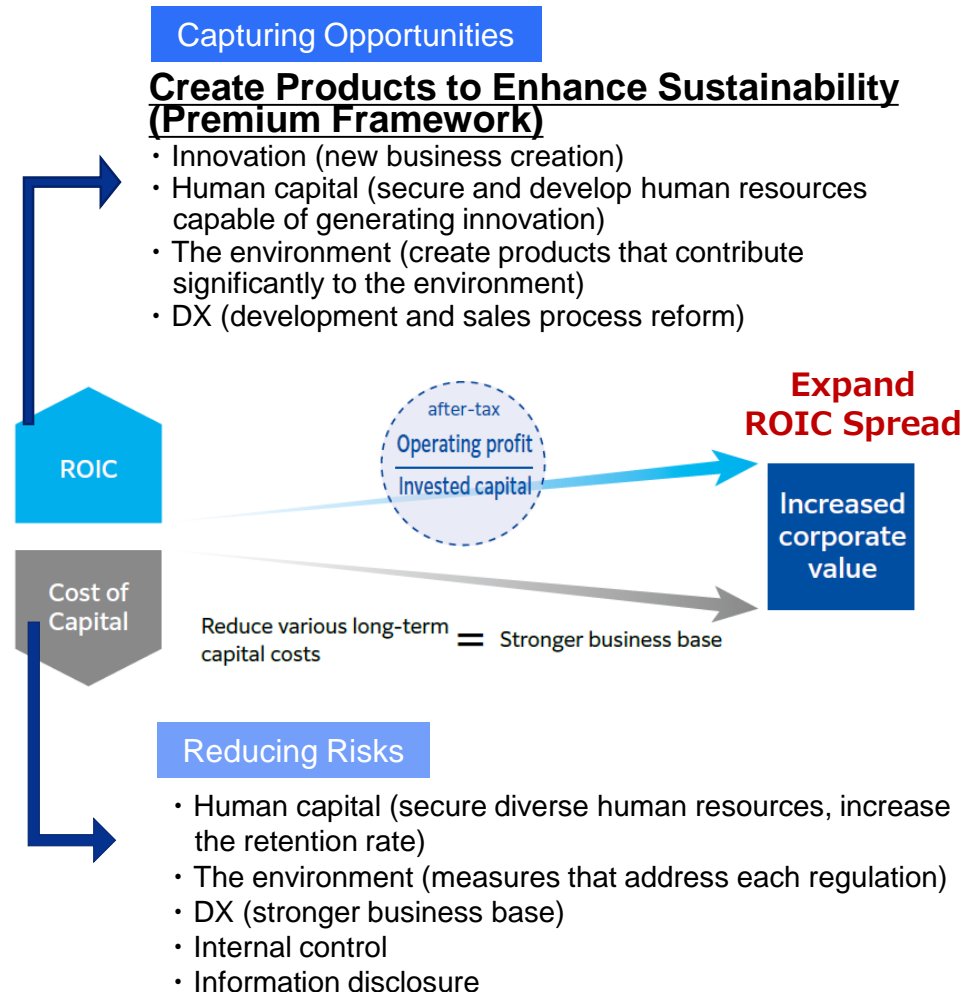 Capturing Opportunities
Create Products to Enhance Sustainability
(Premium Framework)
・Innovation (new business creation)
・Human capital (secure and develop human resources
capable of generating innovation)
・The environment (create products that contribute
significantly to the environment)
・DX (development and sales process reform)
Expand
ROIC Spread
after-tax
Operating profit
Invested capital
ROIC
Increased
corporate
value
Cost of
Capital
Reduce various long-term
capital costs
= Stronger business base
Reducing Risks
・Human capital (secure diverse human resources, increase
the retention rate)
・The environment (measures that address each regulation)
・DX (stronger business base)
・Internal control
・Information disclosure